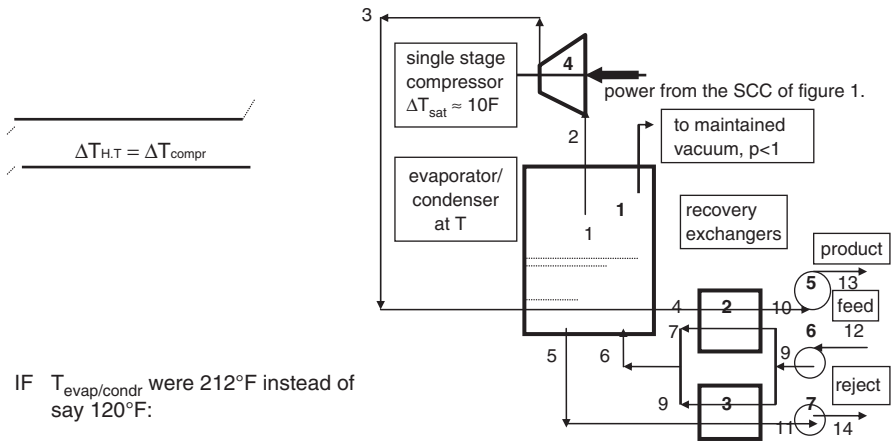 3
single stage
compressor
ΔTsat ≈ 10F
4
power from the SCC of figure 1.
ΔTH.T = ΔTcompr
2
to maintained
vacuum, p<1
evaporator/
condenser
at T
1
1
recovery
exchangers
product
5
13
4
2
10
feed
7
6
12
5
6
9
reject
9
3
7
11
14
IF Tevap/condr were 212°F instead of
say 120°F: